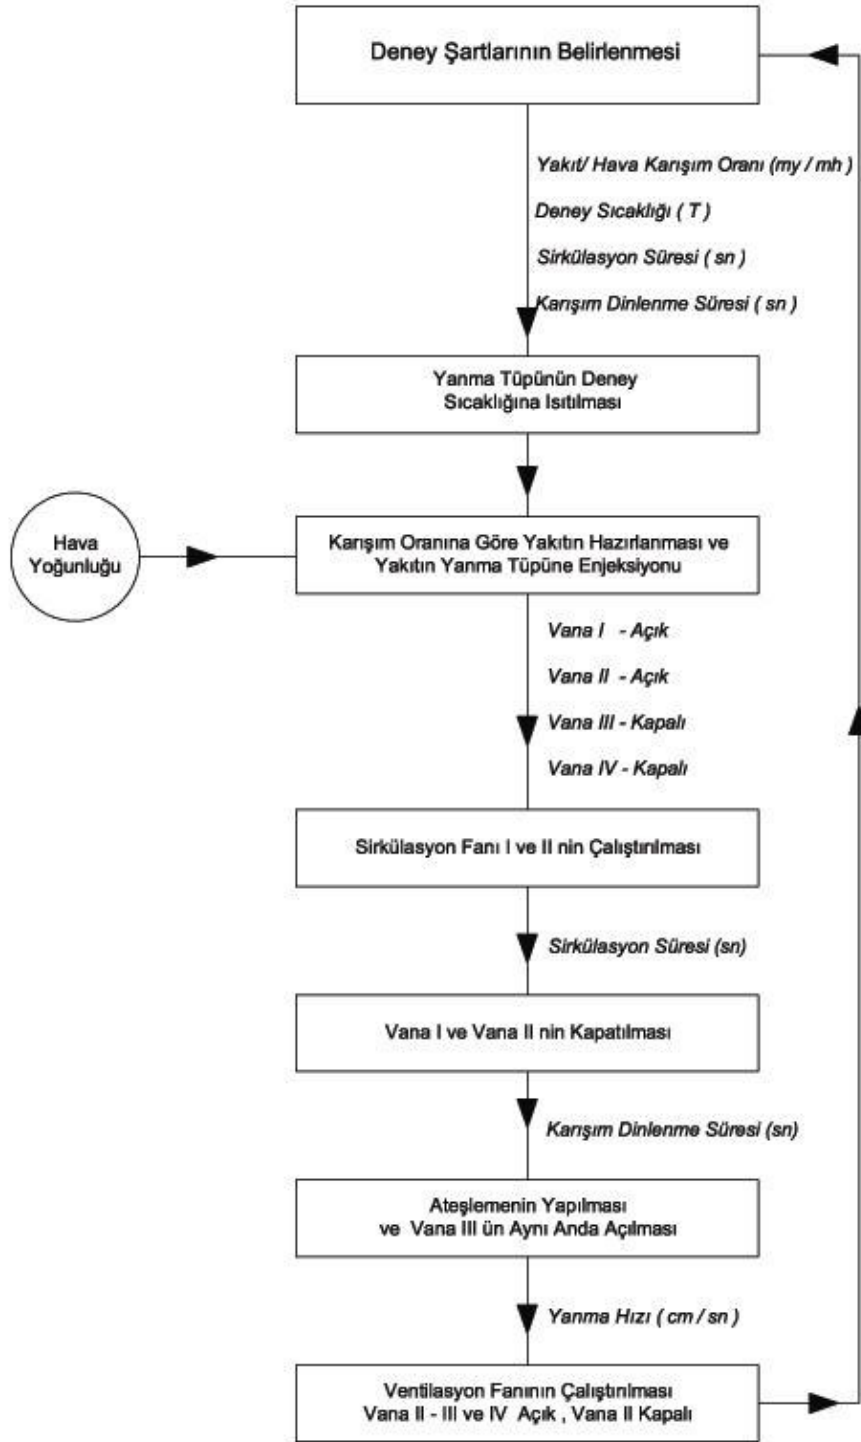 Deney Şartlarının Belirlenmesi
Yakıt/ Hava Karışım Oranı (my / mh )
Deney Sıcaklığı ( T )
Sirkülasyon Süresi ( sn )
Karışım Dinlenme Süresi ( sn )
Yanma Tüpünün Deney
Sıcaklığına Isıtılması
Hava
Yoğunluğu
Karışım Oranına Göre Yakıtın Hazırlanması ve
Yakıtın Yanma Tüpüne Enjeksiyonu
Vana I - Açık
Vana II - Açık
Vana III - Kapalı
Vana IV - Kapalı
Sirkülasyon Fanı I ve II nin Çalıştırılması
Sirkülasyon Süresi (sn)
Vana I ve Vana II nin Kapatılması
Karışım Dinlenme Süresi (sn)
Ateşlemenin Yapılması
ve Vana III ün Aynı Anda Açılması
Yanma Hızı ( cm / sn )
Ventilasyon Fanının Çalıştırılması
Vana II - III ve IV Açık , Vana II Kapalı